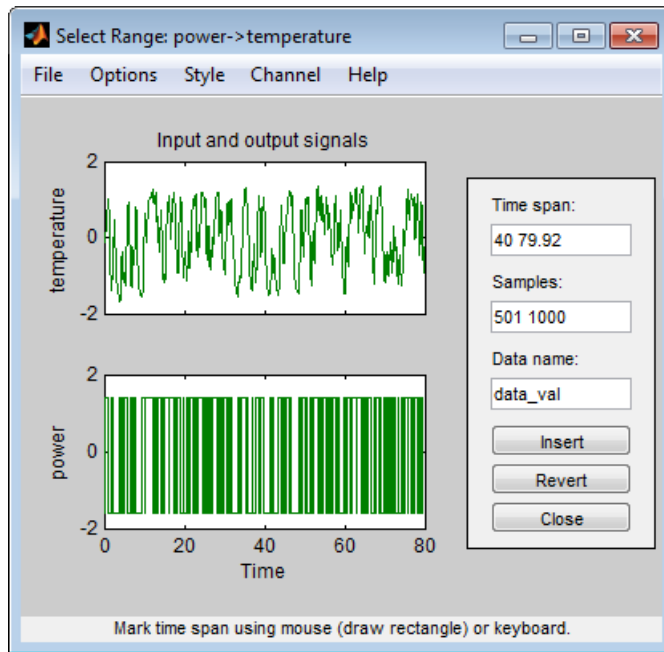 Select Range: power->temperature
File Options Style Channel Help
Input and output signals
2
0
-2
temperature
2
0
-2
power
0 20 40 60 80
Time
Time span:
40 79.92
Samples:
501 1000
Data name:
data_val
Insert
Revert
Close
Mark time span using mouse (draw rectangle) or keyboard.